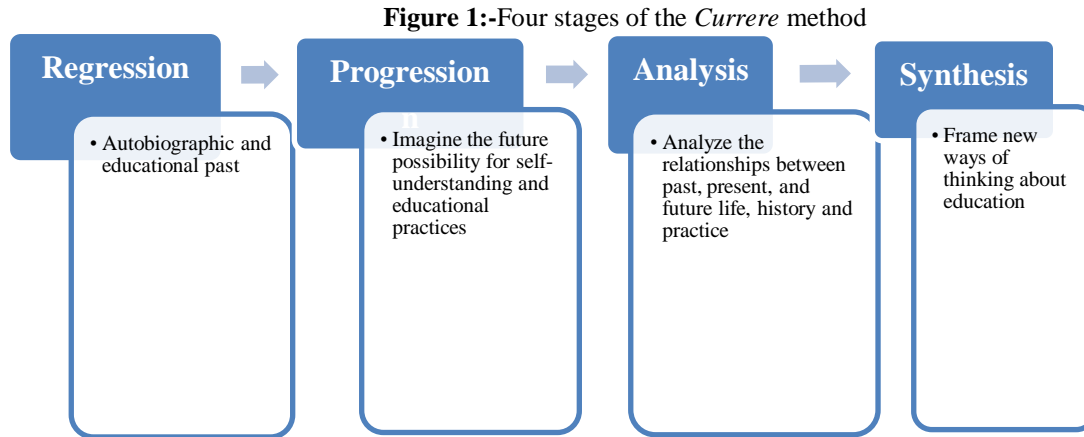 Figure 1:-Four stages of the Currere method
Regression
• Autobiographic and
educational past
Progression
n
• Imagine the future
possibility for self-
understanding and
educational
practices
Analysis
• Analyze the
relationships between
past, present, and
future life, history and
practice
Synthesis
• Frame new
ways of
thinking about
education